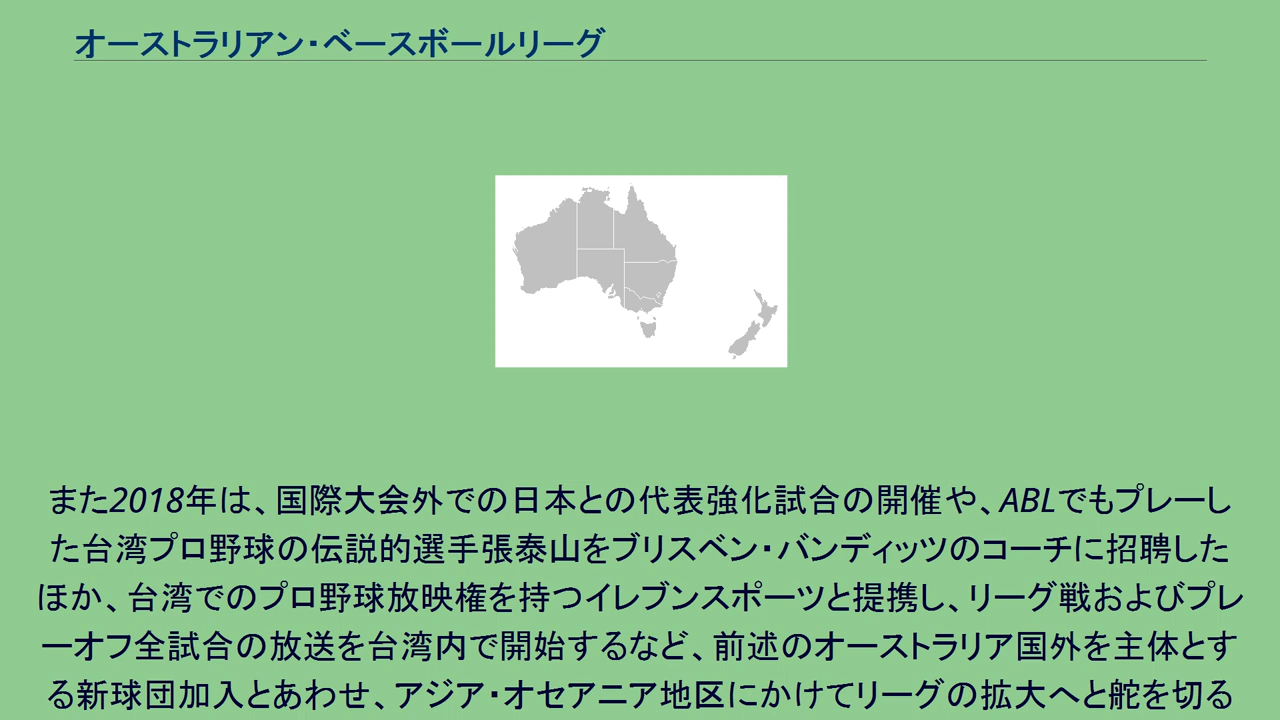 オーストラリアン・ベースボールリーグ
また2018年は、国際大会外での日本との代表強化試合の開催や、ABLでもプレーし
た台湾プロ野球の伝説的選手張泰山をブリスベン・バンディッツのコーチに招聘した
ほか、台湾でのプロ野球放映権を持つイレブンスポーツと提携し、リーグ戦およびプレ
ーオフ全試合の放送を台湾内で開始するなど、前述のオーストラリア国外を主体とす
る新球団加入とあわせ、アジア・オセアニア地区にかけてリーグの拡大へと舵を切る